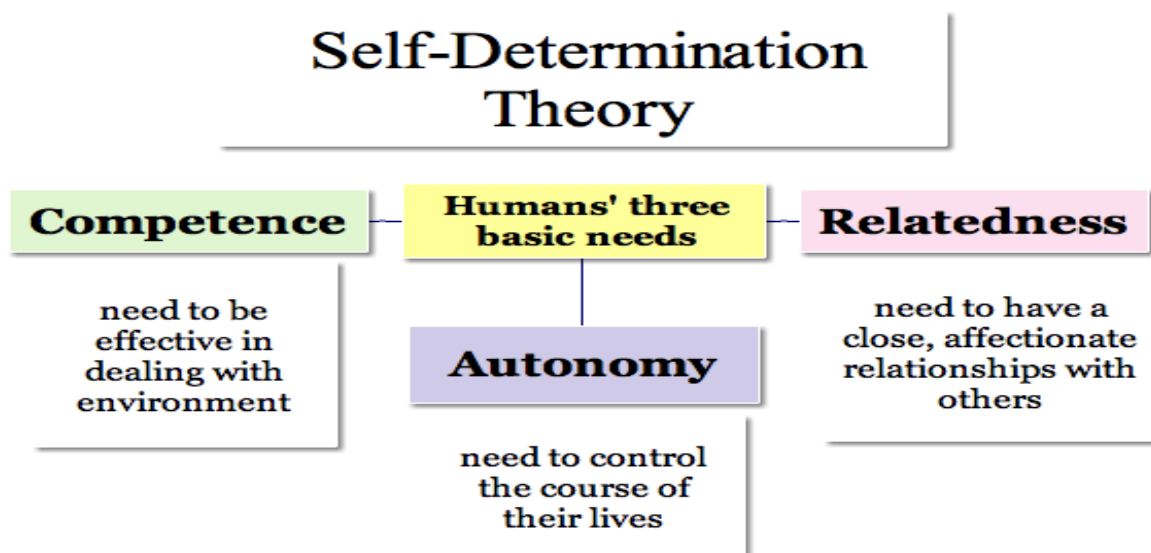 Self-Determination
Theory
Competence
Humans' three
basic needs
Relatedness
need to be
effective in
dealing with
environment
Autonomy
need to have a
close, affectionate
relationships with
others
need to control
the course of
their lives